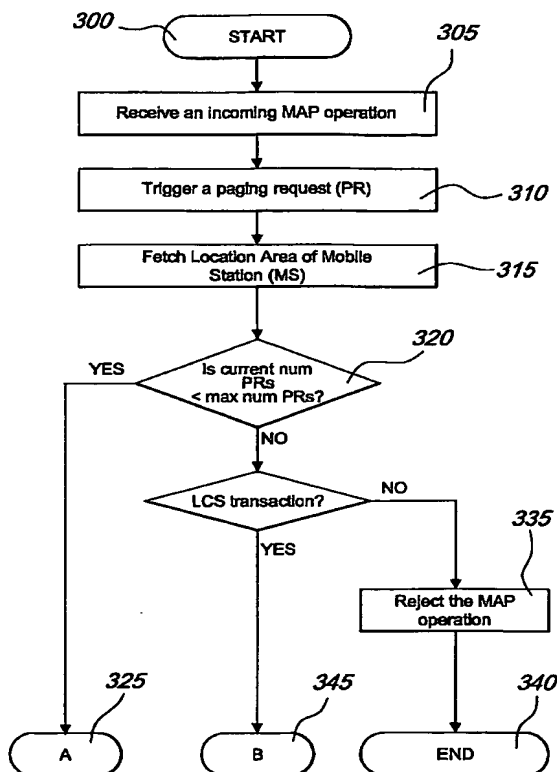 300
START
305
Receive an incoming MAP operation
Trigger a paging request (PR)
310
Fetch Location Area of Mobile
Station (MS)
315
320
YES
Is current num
PRs
< max num PRs?
NO
LCS transaction?
NO
YES
335
Reject the MAP
operation
325
345
340
A
B
END